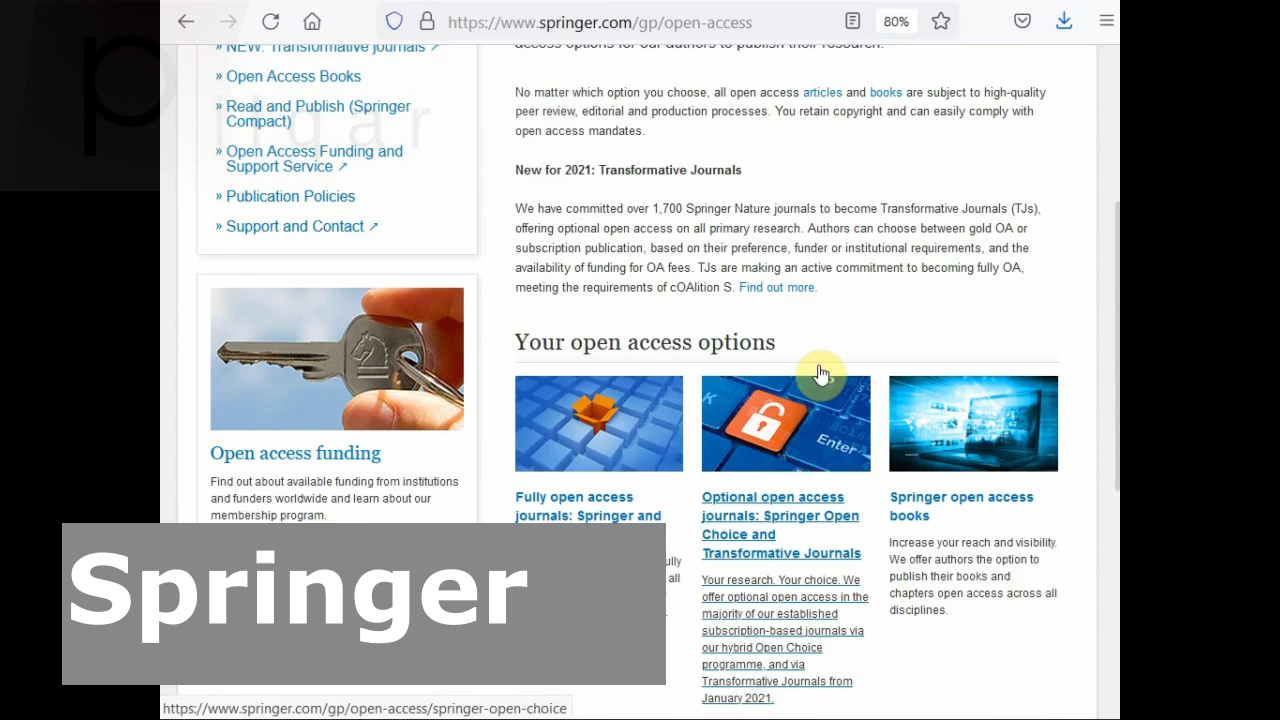 https://www.springer.com/gp/open-access
80%
» NEW: Transformative journals ↗
» Open Access Books
» Read and Publish (Springer
Compact)
» Open Access Funding and
Support Service ↗
» Publication Policies
» Support and Contact ↗
Open access funding
Find out about available funding from institutions
and funders worldwide and learn about our
membership program.
access options for our authors to publish their research.
No matter which option you choose, all open access articles and books are subject to high-quality
peer review, editorial and production processes. You retain copyright and can easily comply with
open access mandates.
New for 2021: Transformative Journals
We have committed over 1,700 Springer Nature journals to become Transformative Journals (TJs),
offering optional open access on all primary research. Authors can choose between gold OA or
subscription publication, based on their preference, funder or institutional requirements, and the
availability of funding for OA fees. TJs are making an active commitment to becoming fully OA,
meeting the requirements of cOAlition S. Find out more.
Your open access options
Enter
Fully open access
journals: Springer and
Optional open access
journals: Springer Open
Choice and
Transformative Journals
Your research. Your choice. We
offer optional open access in the
majority of our established
subscription-based journals via
our hybrid Open Choice
programme, and via
Transformative Journals from
January 2021.
Springer open access
books
Increase your reach and visibility.
We offer authors the option to
publish their books and
chapters open access across all
disciplines.
Springer
https://www.springer.com/gp/open-access/springer-open-choice